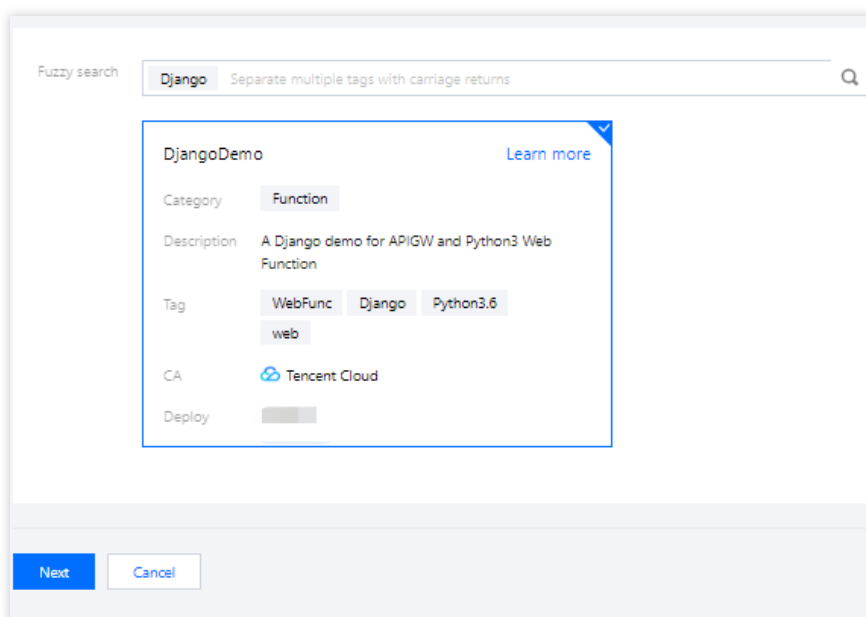 Fuzzy search Django Separate multiple tags with carriage returns
DjangoDemo Learn more
Category Function
Description A Django demo for APIGW and Python3 Web
Function
Tag WebFunc Django Python3.6
web
CA Tencent Cloud
Deploy
Next Cancel